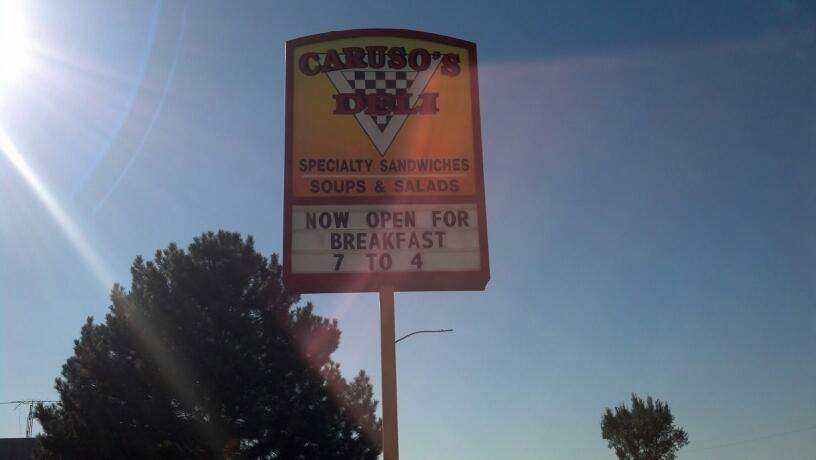 CARUSO'S
DELI
SPECIALTY SANDWICHES
SOUPS & SALADS
NOW OPEN FOR
BREAKFAST
7 TO 4